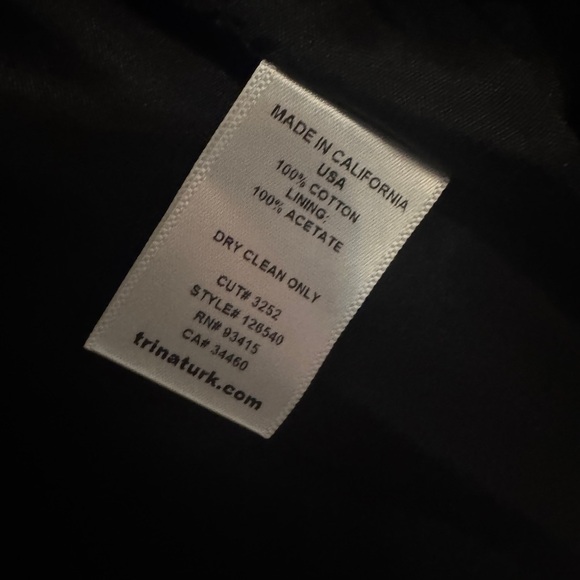 MADE IN CALIFORNIA
USA
100% COTTON
LINING:
100% ACETATE
DRY CLEAN ONLY
CUT# 3252
STYLE# 126540
RN# 93415
CA# 34460
trinaturk.com